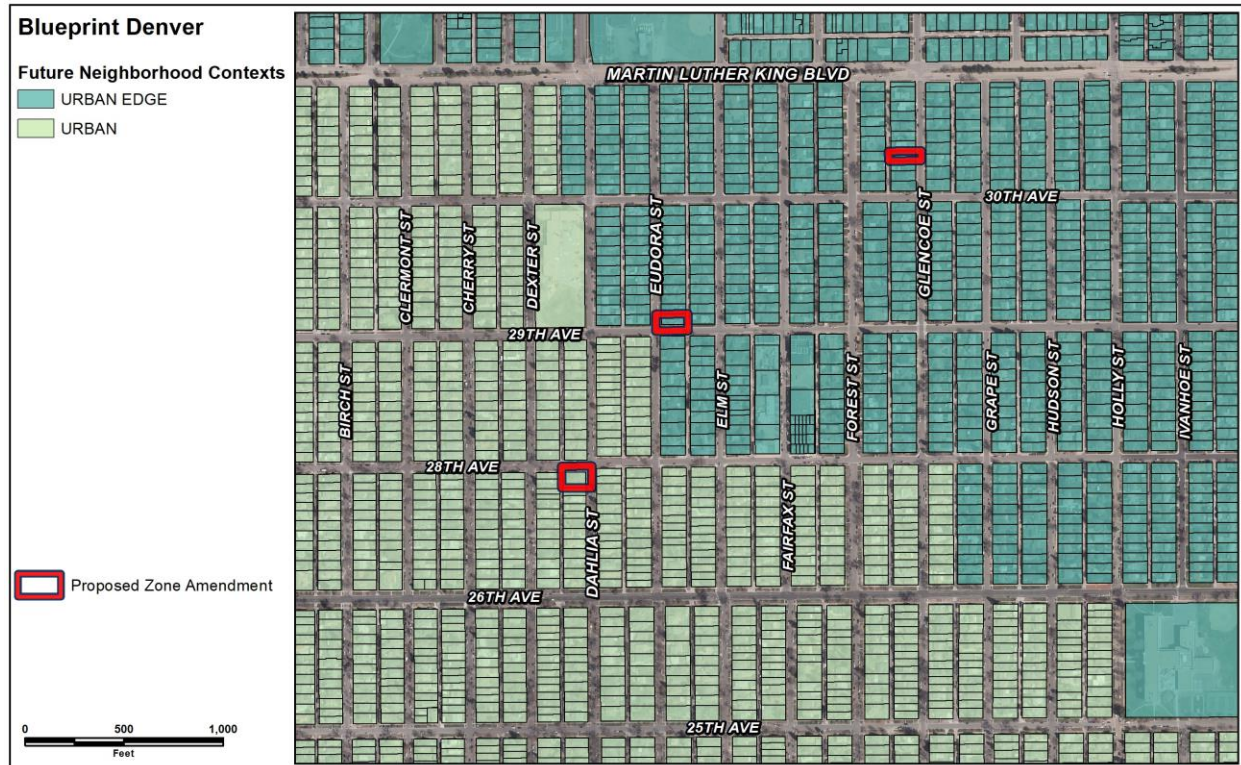 Blueprint Denver
Future Neighborhood Contexts
URBAN EDGE
URBAN
Proposed Zone Amendment
0 500 1,000
Feet
MARTIN LUTHER KING BLVD
30TH AVE
CLERMONT ST
CHERRY ST
DEXTER ST
EUDORA ST
GLENCOE ST
29TH AVE
BIRCH ST
ELM ST
FOREST ST
GRAPE ST
HUDSON ST
HOLLY ST
IVANHOE ST
28TH AVE
DAHLIA ST
FAIRFAX ST
26TH AVE
25TH AVE